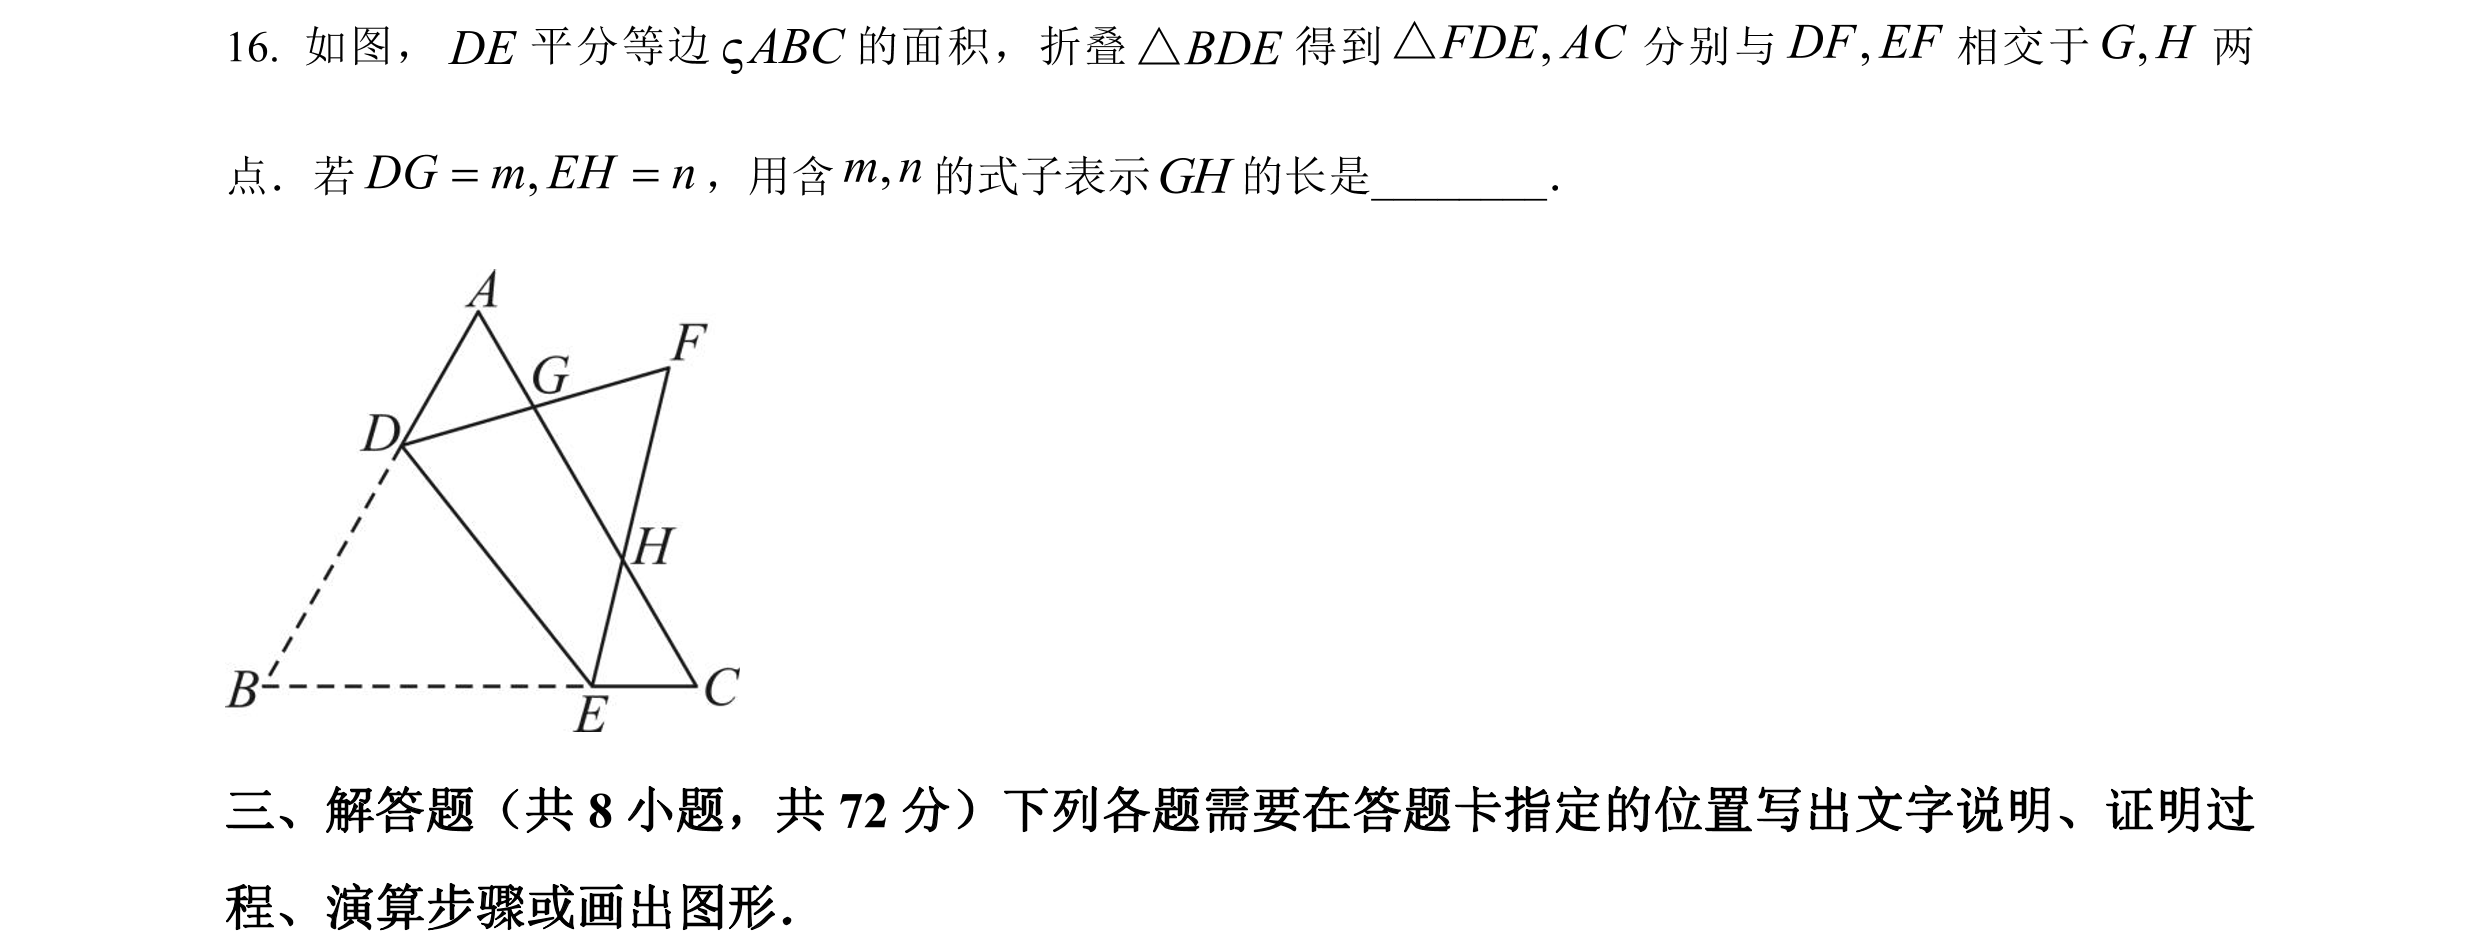 16. 如图， DE 平分等边 ςABC 的面积，折叠 △BDE 得到 △FDE, AC 分别与 DF, EF 相交于 G, H 两
点．若 DG = m, EH = n ，用含 m, n 的式子表示 GH 的长是________．
A
F
G
D
H
B
C
E
三、解答题（共 8 小题，共 72 分）下列各题需要在答题卡指定的位置写出文字说明、证明过
程、演算步骤或画出图形．